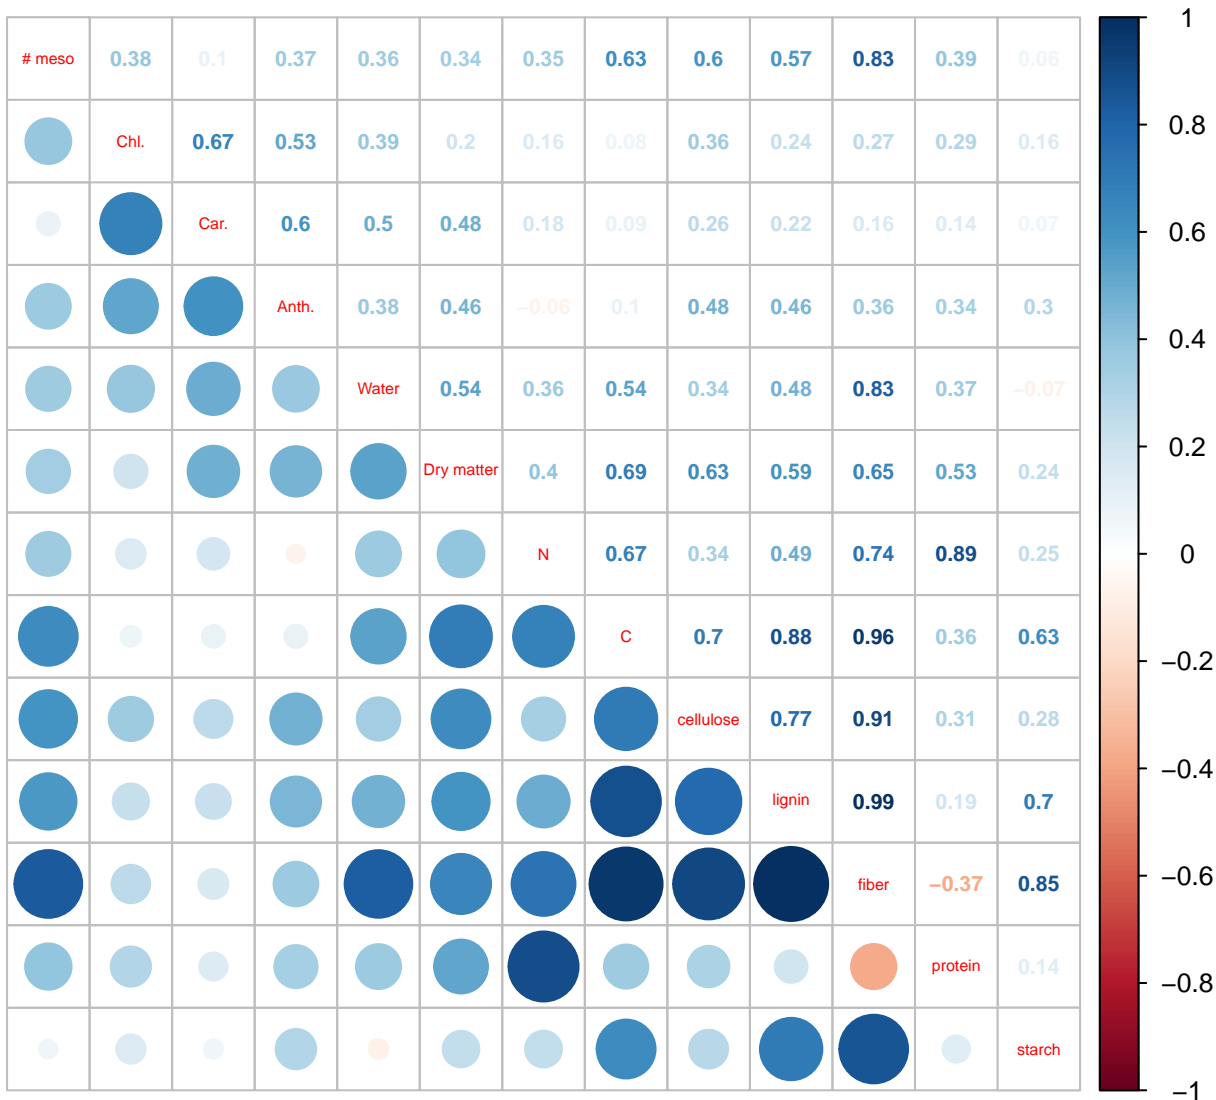 # meso 0.38 0.1 0.37 0.36 0.34 0.35 0.63 0.6 0.57 0.83 0.39 0.06
Chl. 0.67 0.53 0.39 0.2 0.16 0.08 0.36 0.24 0.27 0.29 0.16
Car. 0.6 0.5 0.48 0.18 0.09 0.26 0.22 0.16 0.14 0.07
Anth. 0.38 0.46 −0.06 0.1 0.48 0.46 0.36 0.34 0.3
Water 0.54 0.36 0.54 0.34 0.48 0.83 0.37 −0.07
Dry matter 0.4 0.69 0.63 0.59 0.65 0.53 0.24
N 0.67 0.34 0.49 0.74 0.89 0.25
C 0.7 0.88 0.96 0.36 0.63
cellulose 0.77 0.91 0.31 0.28
lignin 0.99 0.19 0.7
fiber −0.37 0.85
protein 0.14
starch
1
0.8
0.6
0.4
0.2
0
−0.2
−0.4
−0.6
−0.8
−1